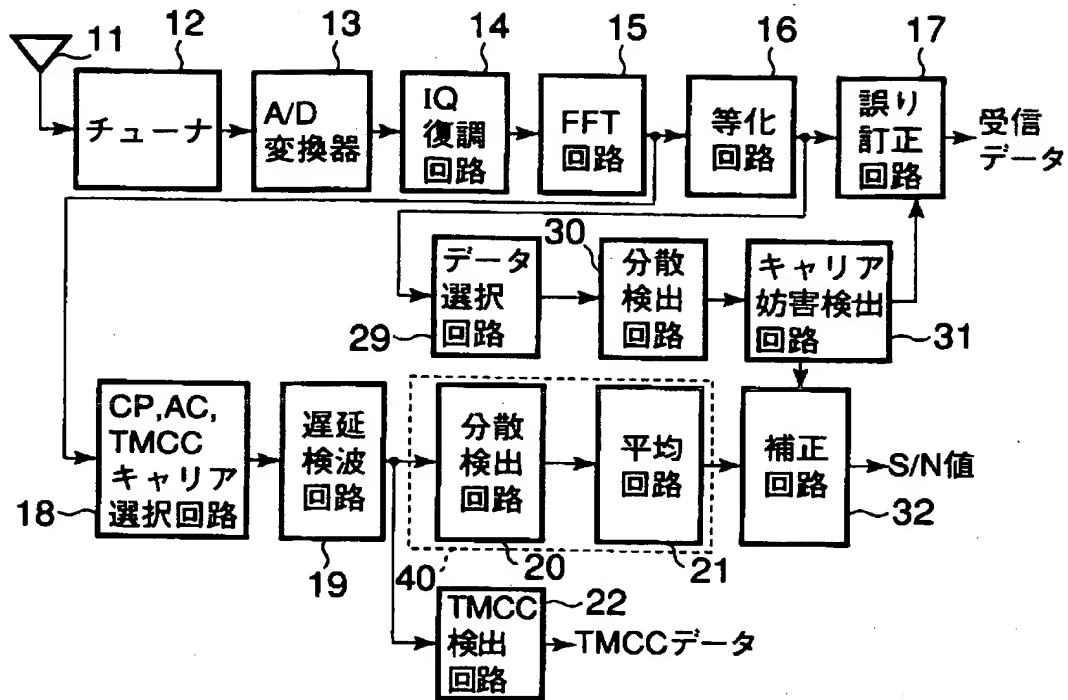 11
12
13
14
15
16
17
チューナ
A/D
変換器
IQ
復調
回路
FFT
回路
等化
回路
誤り
訂正
回路
受信
データ
30
データ
選択
回路
29
分散
検出
回路
キャリア
妨害検出
回路
31
CP,AC,
TMCC
キャリア
選択回路
18
遅延
検波
回路
19
分散
検出
回路
20
平均
回路
21
40
補正
回路
32
S/N値
TMCC
検出
回路
22
TMCCデータ